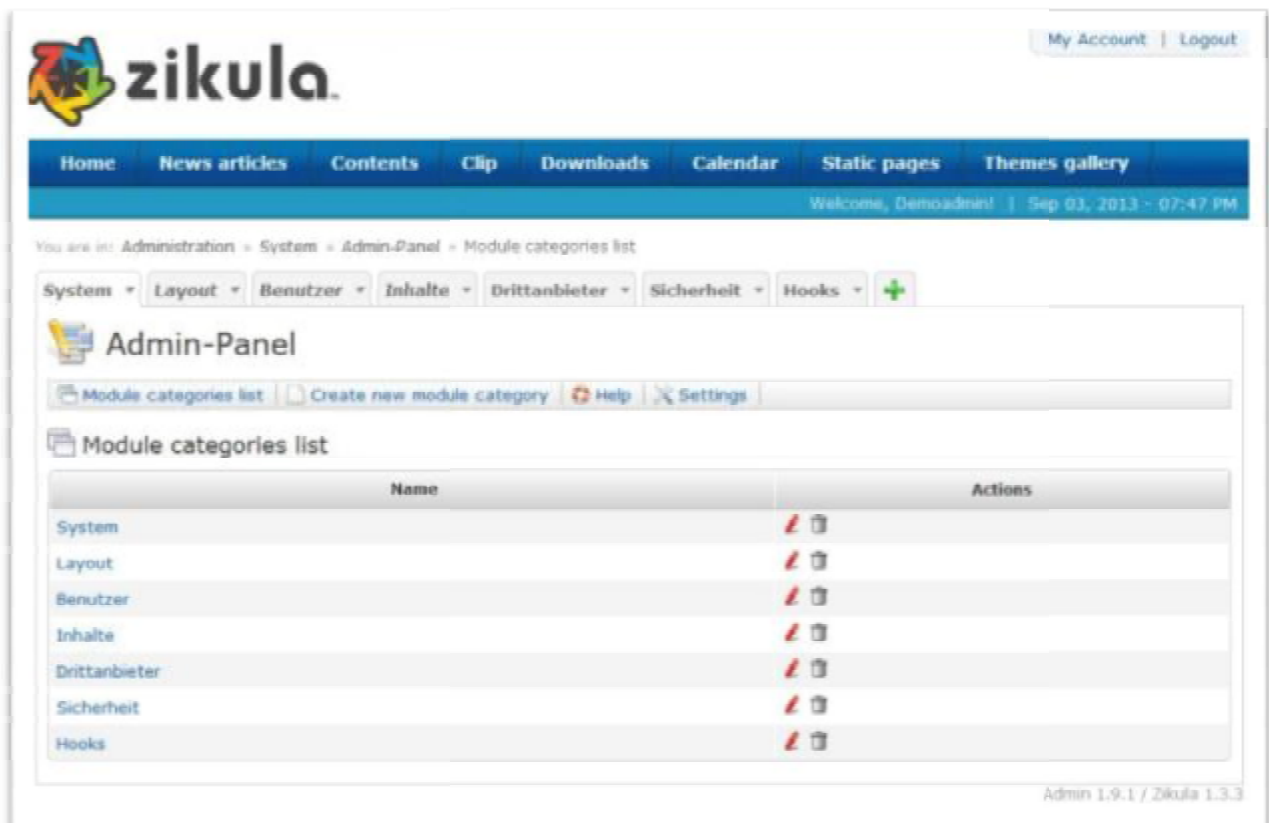 My Account | Logout
zikula
Home News articles Contents Clip Downloads Calendar Static pages Themes gallery
Welcome, Demoadmin! | Sep 03, 2013 - 07:47 PM
You are in: Administration » System » Admin-Panel » Module categories list
System Layout Benutzer Inhalte Drittanbieter Sicherheit Hooks
Admin-Panel
Module categories list Create new module category Help Settings
Module categories list
Name Actions
System
Layout
Benutzer
Inhalte
Drittanbieter
Sicherheit
Hooks
Admin 1.9.1 / Zikula 1.3.3